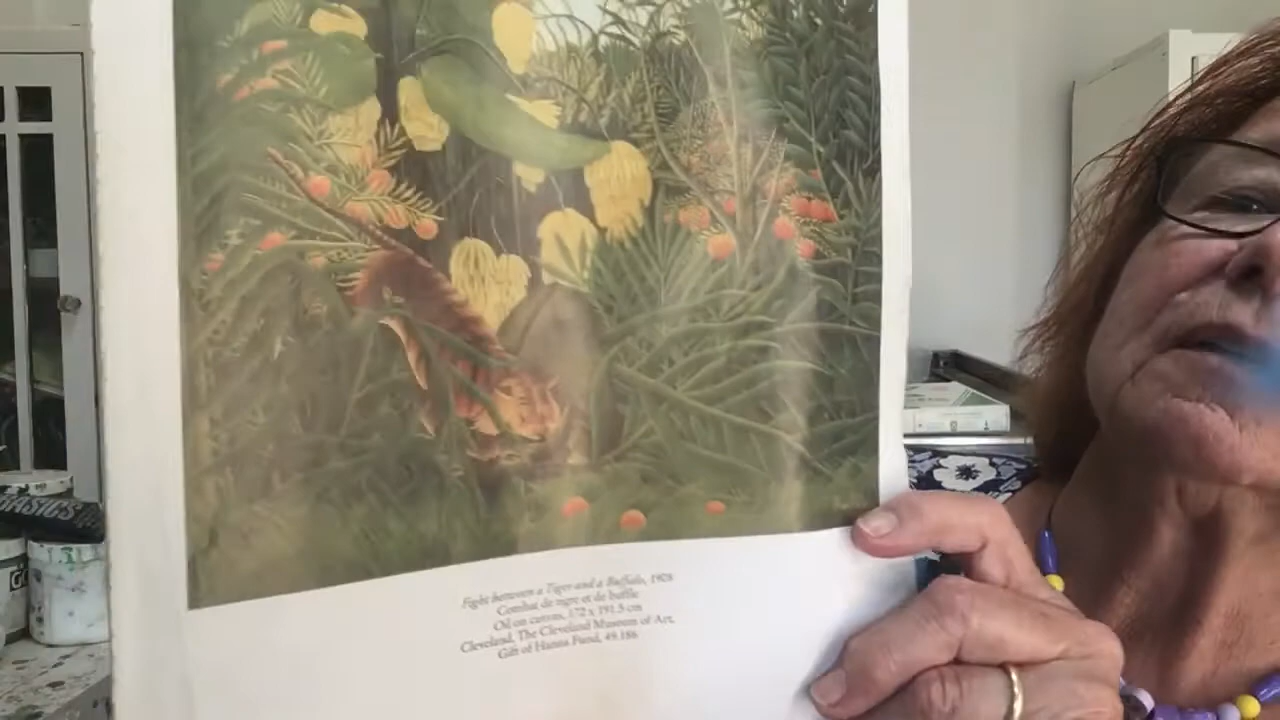 BASICS
Fight between a Tiger and a Buffalo, 1908
Combat de tigre et de buffle
Oil on canvas, 172 x 191.5 cm
Cleveland, The Cleveland Museum of Art,
Gift of Hanna Fund, 49.186